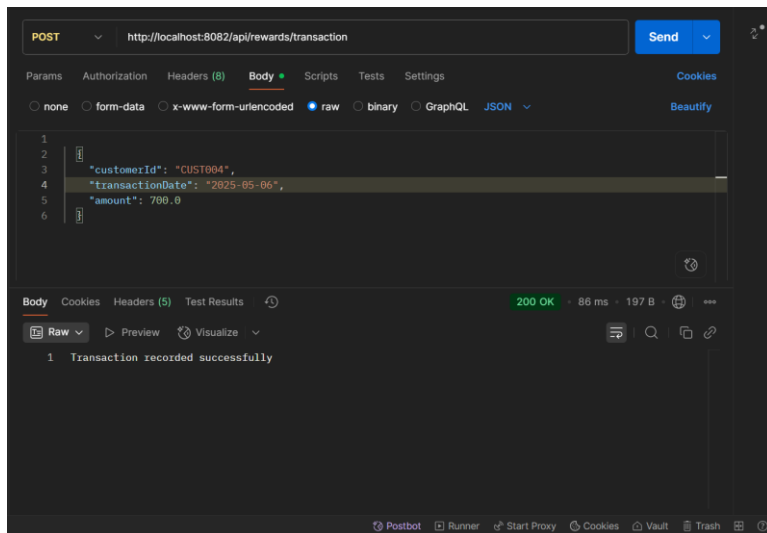 POST http://localhost:8082/api/rewards/transaction Send
Params Authorization Headers (8) Body Scripts Tests Settings Cookies
none form-data x-www-form-urlencoded raw binary GraphQL JSON Beautify
1
2 {
3 "customerId": "CUST004",
4 "transactionDate": "2025-05-06",
5 "amount": 700.0
6 }
Body Cookies Headers (5) Test Results 200 OK 86 ms 197 B
Raw Preview Visualize
1 Transaction recorded successfully
Postbot Runner Start Proxy Cookies Vault Trash